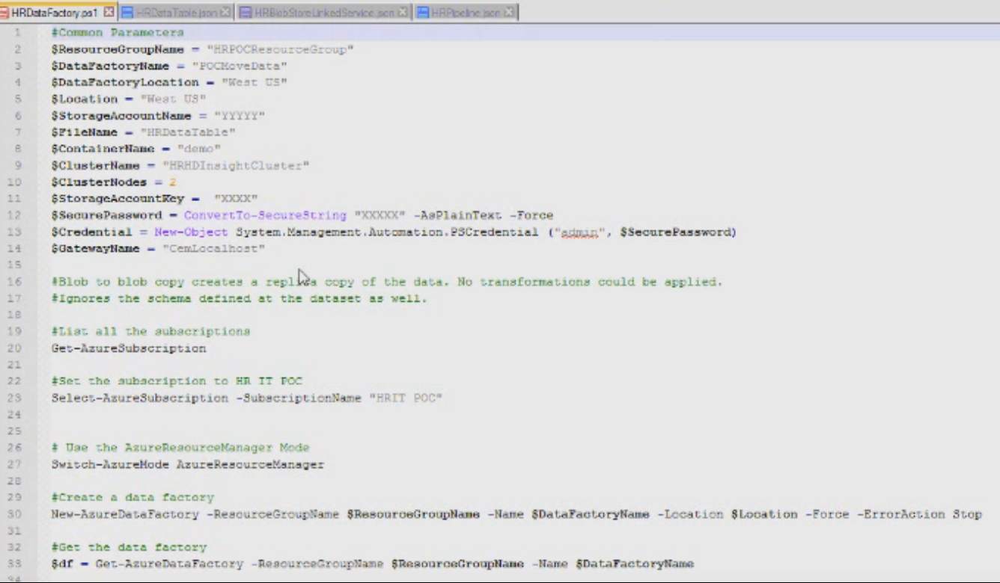 HRDataFactory.ps1 HRDataTable.json HRBlobStoreLinkedService.json HRPipeline.json
1 #Common Parameters
2 $ResourceGroupName = "HRPOCResourceGroup"
3 $DataFactoryName = "POCMoveData"
4 $DataFactoryLocation = "West US"
5 $Location = "West US"
6 $StorageAccountName = "YYYYY"
7 $FileName = "HRDataTable"
8 $ContainerName = "demo"
9 $ClusterName = "HRHDInsightCluster"
10 $ClusterNodes = 2
11 $StorageAccountKey =  "XXXX"
12 $SecurePassword = ConvertTo-SecureString "XXXXX" -AsPlainText -Force
13 $Credential = New-Object System.Management.Automation.PSCredential ("admin", $SecurePassword)
14 $GatewayName = "CemLocalhost"
15
16 #Blob to blob copy creates a replica copy of the data. No transformations could be applied.
17 #Ignores the schema defined at the dataset as well.
18
19 #List all the subscriptions
20 Get-AzureSubscription
21
22 #Set the subscription to HR IT POC
23 Select-AzureSubscription -SubscriptionName "HRIT POC"
24
25
26 # Use the AzureResourceManager Mode
27 Switch-AzureMode AzureResourceManager
28
29 #Create a data factory
30 New-AzureDataFactory -ResourceGroupName $ResourceGroupName -Name $DataFactoryName -Location $Location -Force -ErrorAction Stop
31
32 #Get the data factory
33 $df = Get-AzureDataFactory -ResourceGroupName $ResourceGroupName -Name $DataFactoryName
34